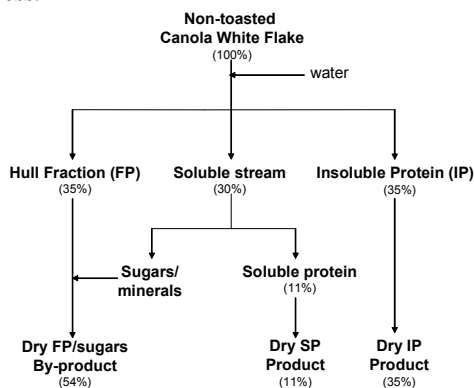 Non-toasted
Canola White Flake
(100%)
water
Hull Fraction (FP)
(35%)
Soluble stream
(30%)
Insoluble Protein (IP)
(35%)
Sugars/
minerals
Soluble protein
(11%)
Dry FP/sugars
By-product
(54%)
Dry SP
Product
(11%)
Dry IP
Product
(35%)